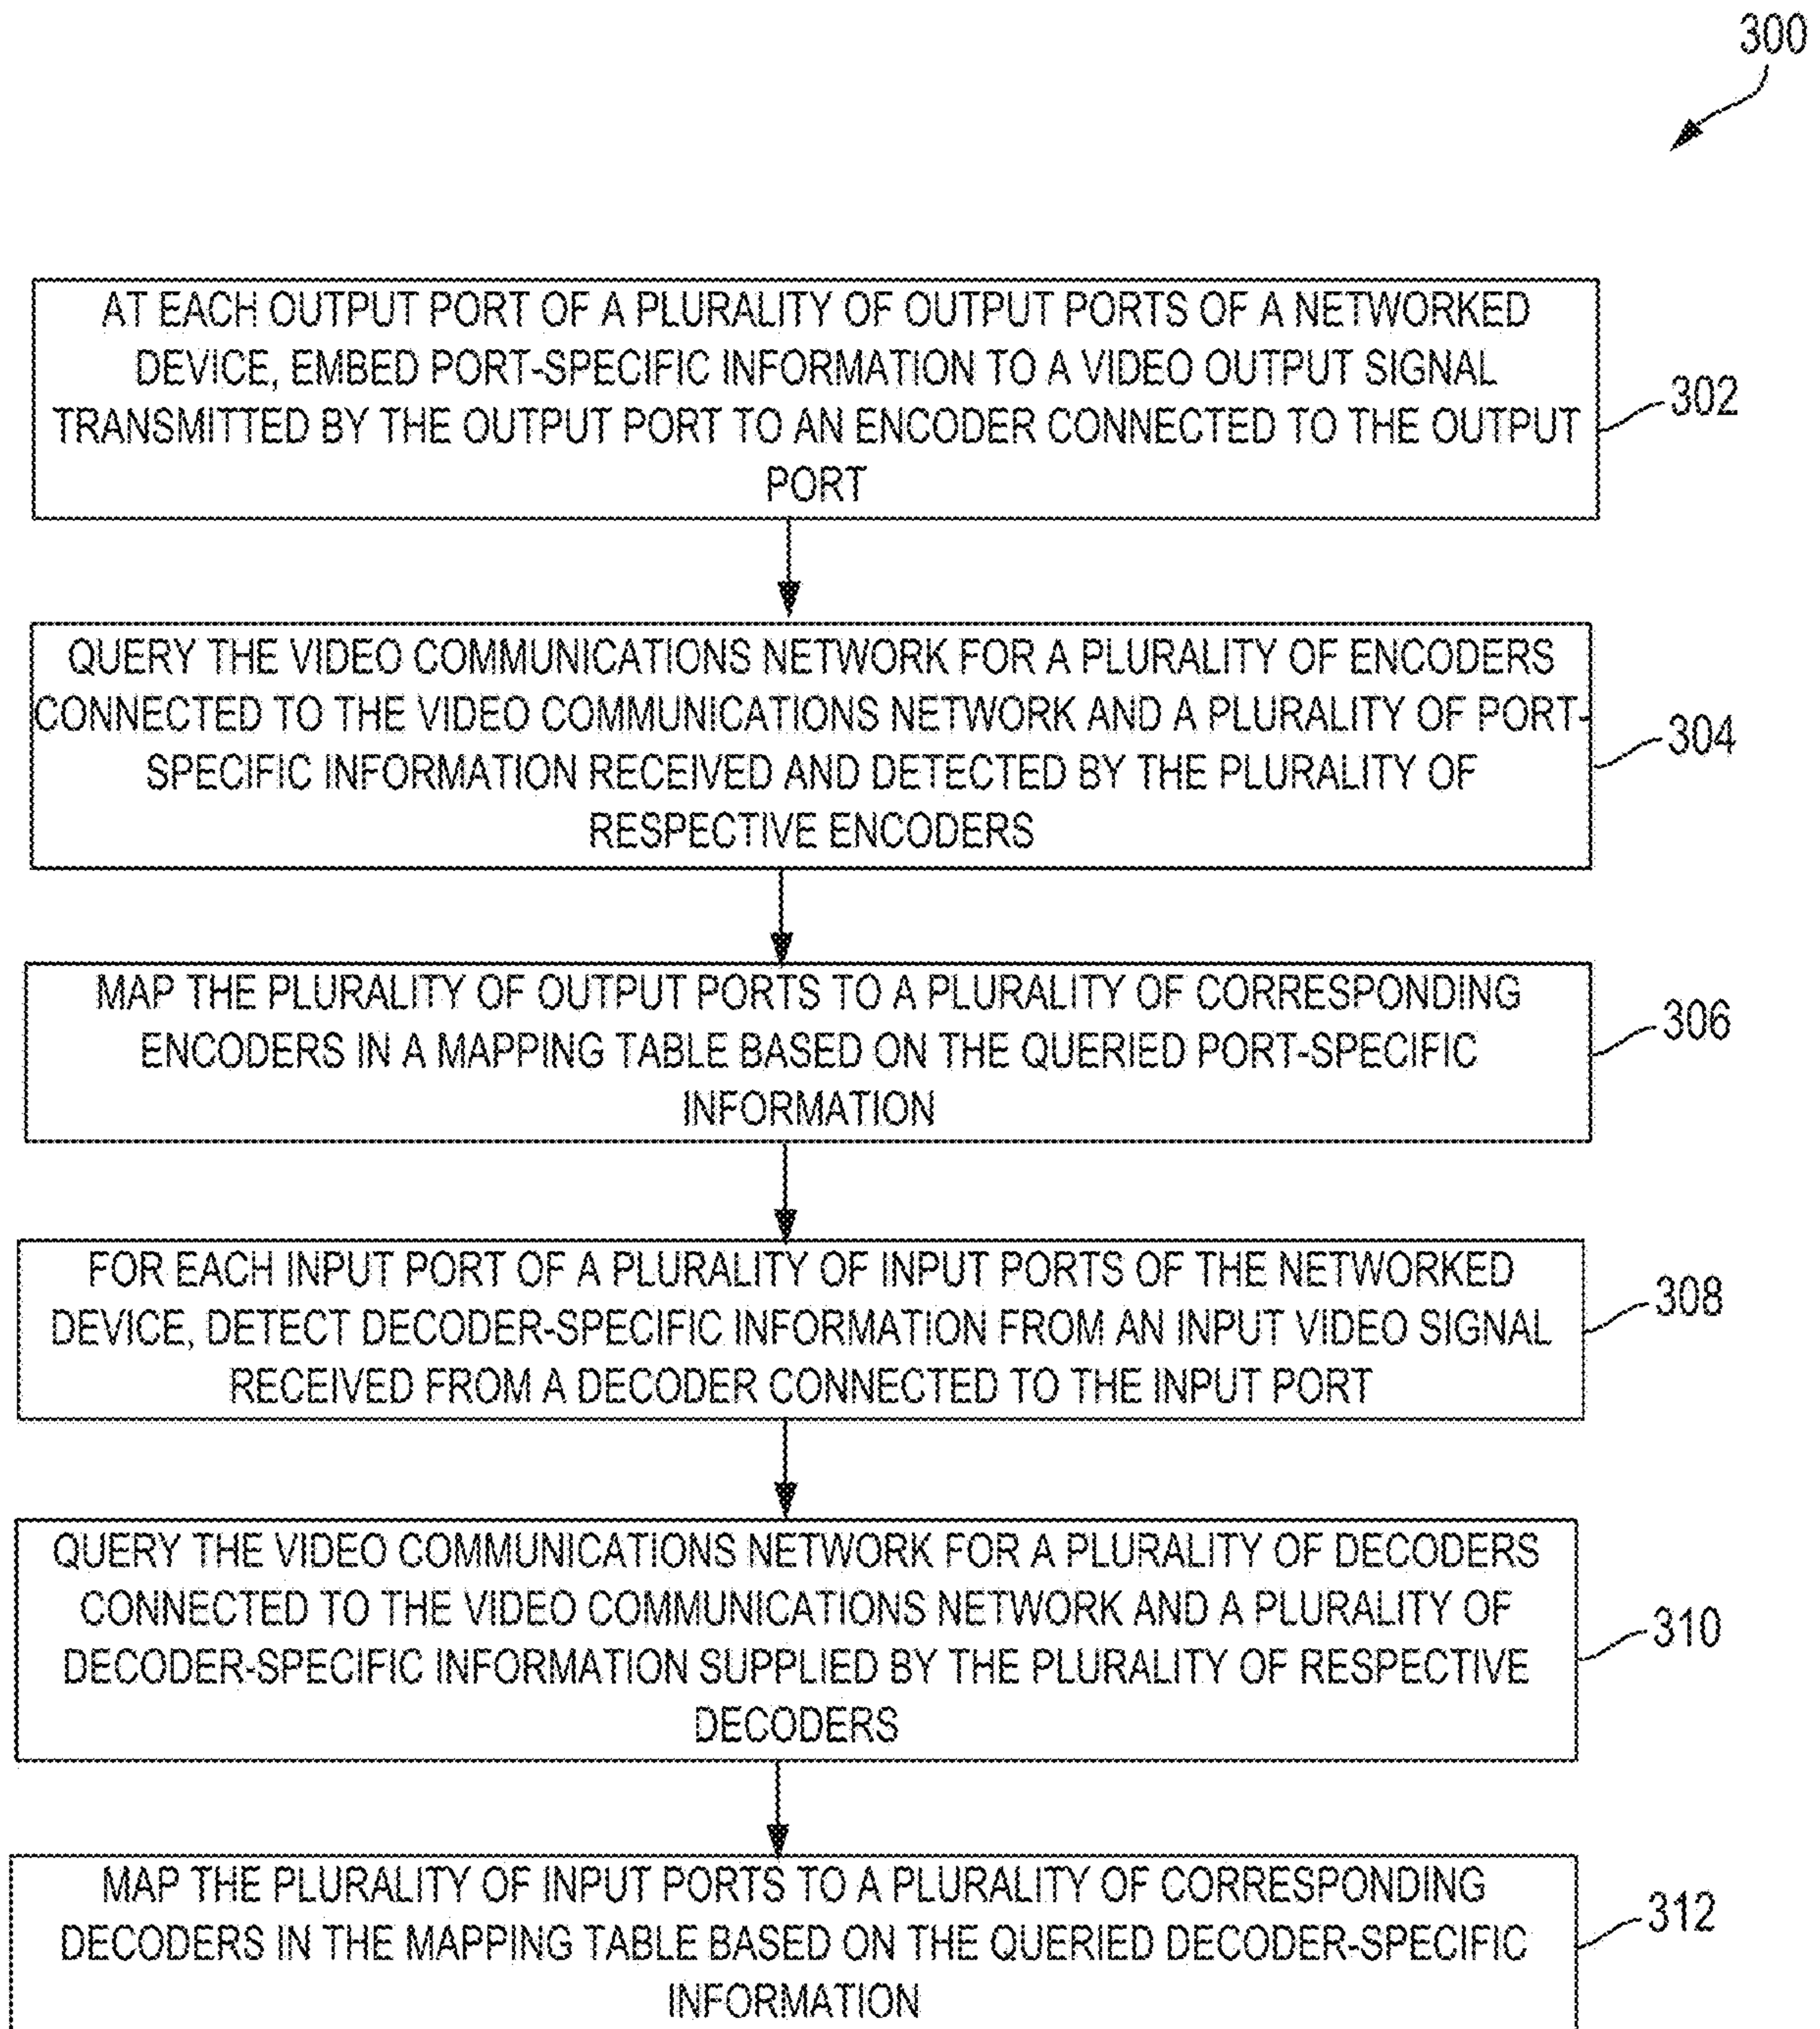 300
AT EACH OUTPUT PORT OF A PLURALITY OF OUTPUT PORTS OF A NETWORKED
DEVICE, EMBED PORT-SPECIFIC INFORMATION TO A VIDEO OUTPUT SIGNAL
TRANSMITTED BY THE OUTPUT PORT TO AN ENCODER CONNECTED TO THE OUTPUT
PORT
302
QUERY THE VIDEO COMMUNICATIONS NETWORK FOR A PLURALITY OF ENCODERS
CONNECTED TO THE VIDEO COMMUNICATIONS NETWORK AND A PLURALITY OF PORT-
SPECIFIC INFORMATION RECEIVED AND DETECTED BY THE PLURALITY OF
RESPECTIVE ENCODERS
304
MAP THE PLURALITY OF OUTPUT PORTS TO A PLURALITY OF CORRESPONDING
ENCODERS IN A MAPPING TABLE BASED ON THE QUERIED PORT-SPECIFIC
INFORMATION
306
FOR EACH INPUT PORT OF A PLURALITY OF INPUT PORTS OF THE NETWORKED
DEVICE, DETECT DECODER-SPECIFIC INFORMATION FROM AN INPUT VIDEO SIGNAL
RECEIVED FROM A DECODER CONNECTED TO THE INPUT PORT
308
QUERY THE VIDEO COMMUNICATIONS NETWORK FOR A PLURALITY OF DECODERS
CONNECTED TO THE VIDEO COMMUNICATIONS NETWORK AND A PLURALITY OF
DECODER-SPECIFIC INFORMATION SUPPLIED BY THE PLURALITY OF RESPECTIVE
DECODERS
310
MAP THE PLURALITY OF INPUT PORTS TO A PLURALITY OF CORRESPONDING
DECODERS IN THE MAPPING TABLE BASED ON THE QUERIED DECODER-SPECIFIC
INFORMATION
312